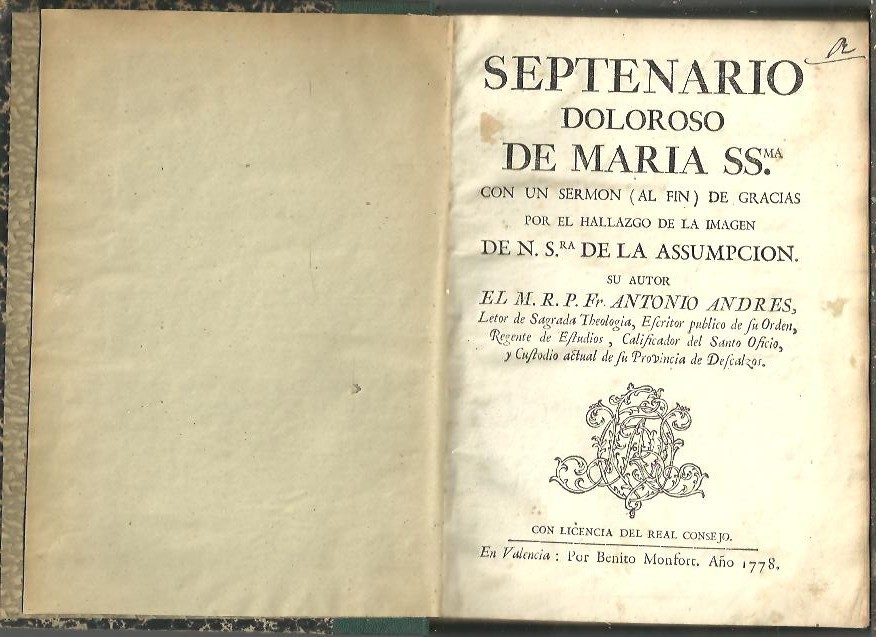 SEPTENARIO
DOLOROSO
DE MARIA SS.MA
CON UN SERMON (AL FIN) DE GRACIAS
POR EL HALLAZGO DE LA IMAGEN
DE N. S.RA DE LA ASSUMPCION.
SU AUTOR
EL M. R. P. Fr. ANTONIO ANDRES,
Letor de Sagrada Theologia, Eſcritor publico de ſu Orden,
Regente de Eſtudios, Calificador del Santo Oficio,
y Cuſtodio actual de ſu Provincia de Deſcalzos.
CON LICENCIA DEL REAL CONSEJO.
En Valencia: Por Benito Monfort. Año 1778.